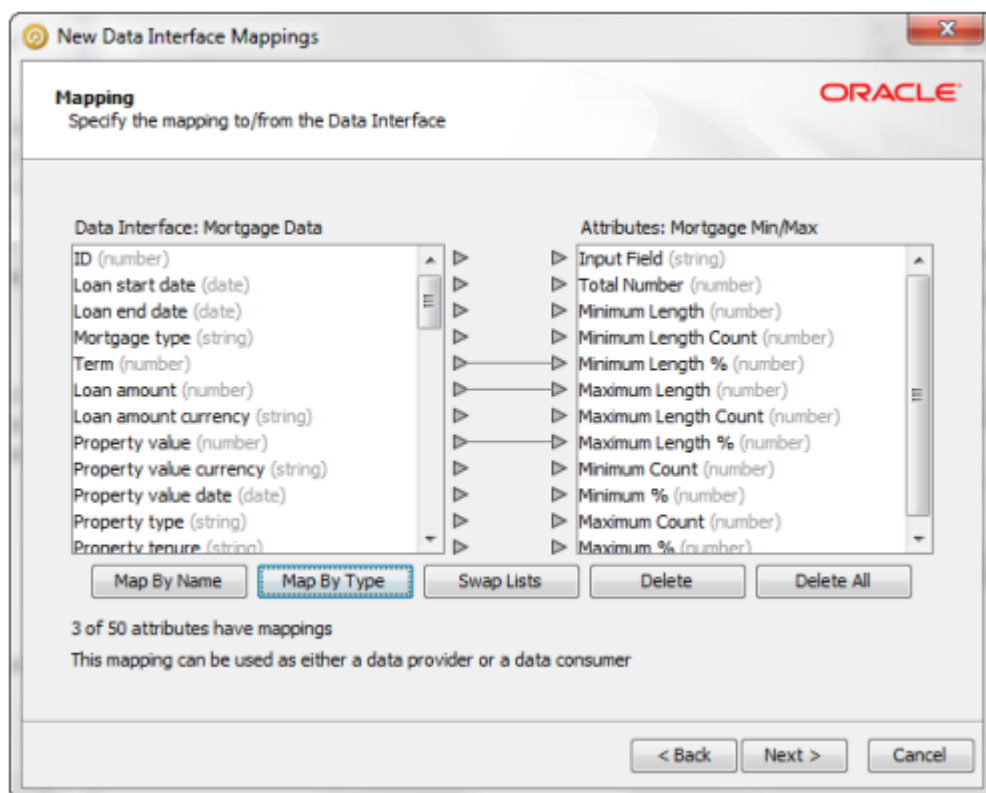 New Data Interface Mappings
Mapping
ORACLE
Specify the mapping to/from the Data Interface
Data Interface: Mortgage Data
ID (number)
Loan start date (date)
Loan end date (date)
Mortgage type (string)
Term (number)
Loan amount (number)
Loan amount currency (string)
Property value (number)
Property value currency (string)
Property value date (date)
Property type (string)
Property tenure (string)
Attributes: Mortgage Min/Max
Input Field (string)
Total Number (number)
Minimum Length (number)
Minimum Length Count (number)
Minimum Length % (number)
Maximum Length (number)
Maximum Length Count (number)
Maximum Length % (number)
Minimum Count (number)
Minimum % (number)
Maximum Count (number)
Maximum % (number)
Map By Name Map By Type Swap Lists Delete Delete All
3 of 50 attributes have mappings
This mapping can be used as either a data provider or a data consumer
< Back Next > Cancel